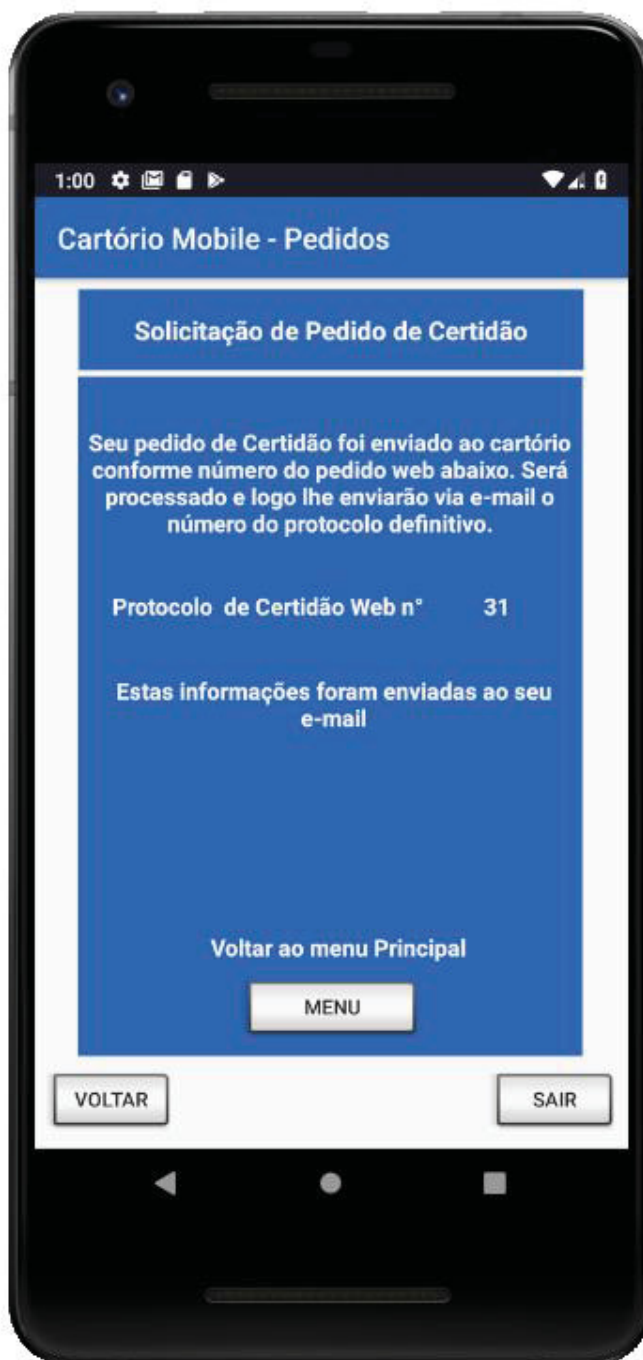 1:00
Cartório Mobile - Pedidos
Solicitação de Pedido de Certidão
Seu pedido de Certidão foi enviado ao cartório
conforme número do pedido web abaixo. Será
processado e logo lhe enviarão via e-mail o
número do protocolo definitivo.
Protocolo de Certidão Web n° 31
Estas informações foram enviadas ao seu
e-mail
Voltar ao menu Principal
MENU
VOLTAR SAIR